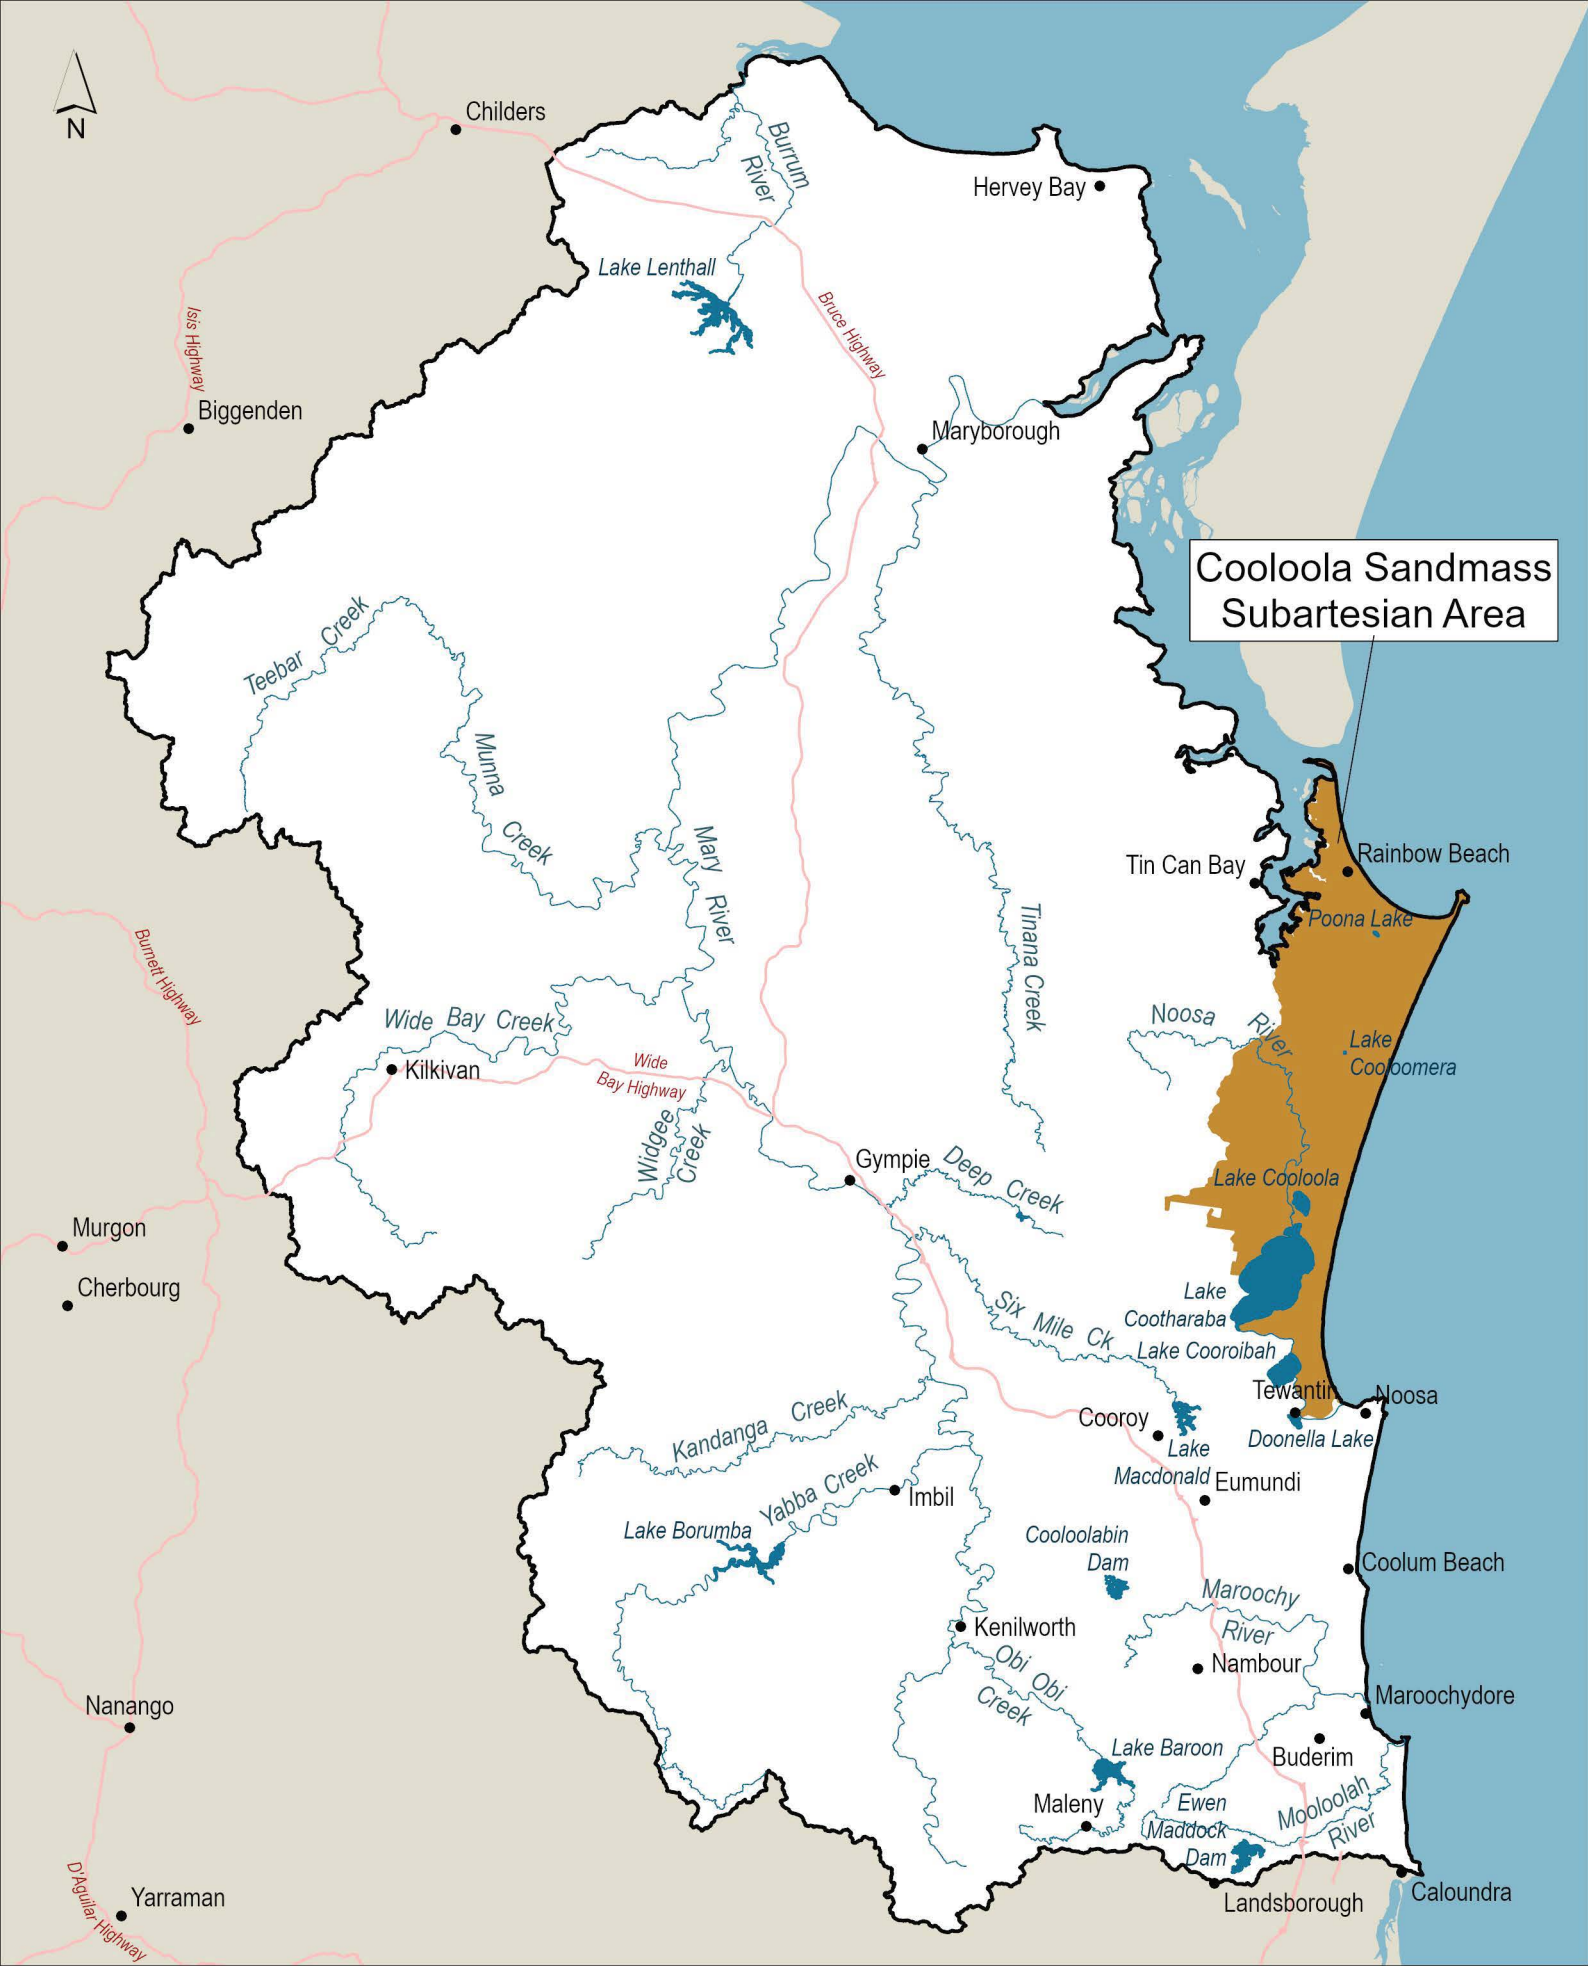 N
Childers
Burrum
River
Hervey Bay
Lake Lenthall
Bruce Highway
Isis Highway
Biggenden
Maryborough
Cooloola Sandmass
Subartesian Area
Teebar Creek
Munna
Creek
Mary River
Tin Can Bay
Rainbow Beach
Poona Lake
Tinana Creek
Burnett Highway
Wide Bay Creek
Noosa River
Lake
Cooloomera
Kilkivan
Wide
Bay Highway
Widgee
Creek
Gympie
Deep Creek
Lake Cooloola
Murgon
Cherbourg
Lake
Cootharaba
Six Mile Ck
Lake Cooroibah
Tewantin
Noosa
Kandanga Creek
Cooroy
Doonella Lake
Lake
Macdonald
Eumundi
Yabba Creek
Imbil
Lake Borumba
Cooloolabin
Dam
Coolum Beach
Maroochy
River
Kenilworth
Nambour
Obi Obi
Creek
Nanango
Maroochydore
Lake Baroon
Buderim
Maleny
Ewen
Maddock
Dam
Mooloolah
River
Yarraman
D'Aguilar Highway
Landsborough
Caloundra